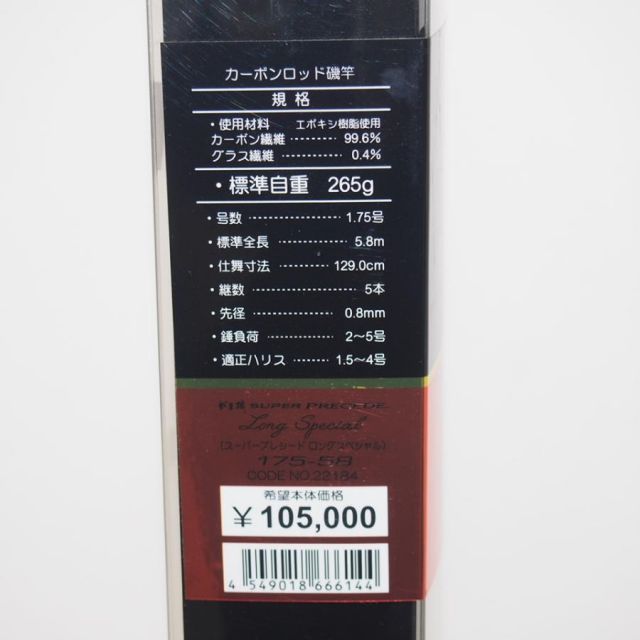 カーボンロッド磯竿
規格
・使用材料 エポキシ樹脂使用
カーボン繊維 ………… 99.6%
グラス繊維 ………… 0.4%
・標準自重 265g
・号数 ………… 1.75号
・標準全長 ………… 5.8m
・仕舞寸法 ………… 129.0cm
・継数 ………… 5本
・先径 ………… 0.8mm
・錘負荷 ………… 2〜5号
・適正ハリス ………… 1.5〜4号
がま磯 SUPER PRECEDE
Long Special
(スーパープレシード ロングスペシャル)
175-58
CODE NO.22184
希望本体価格
¥ 105,000
4 549018 666144